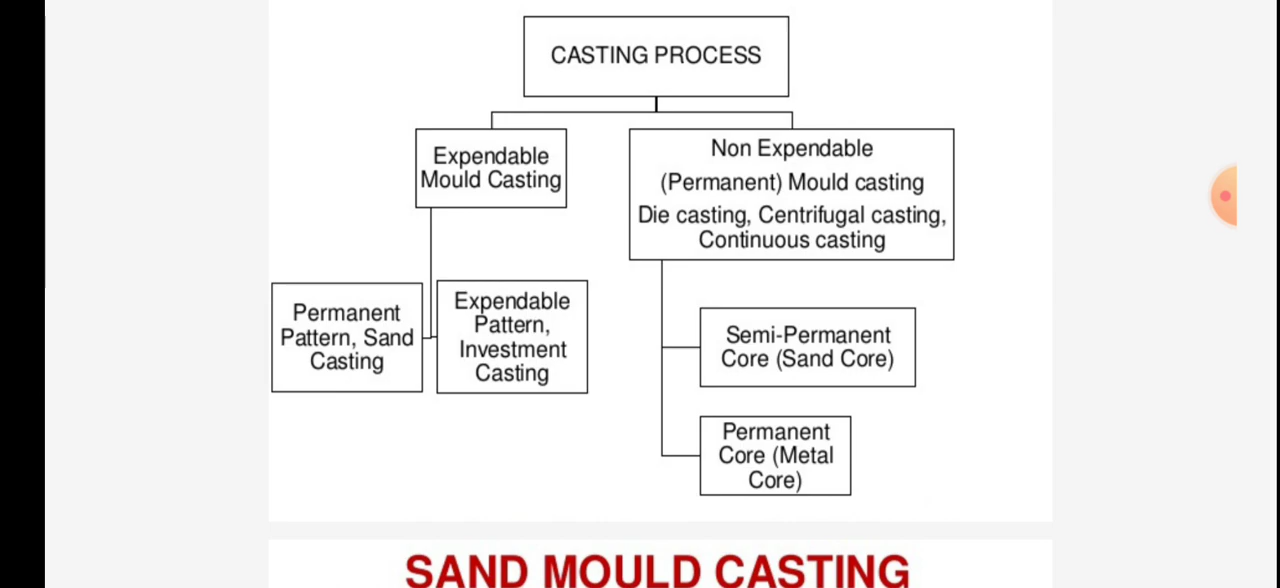 CASTING PROCESS
Expendable
Mould Casting
Non Expendable
(Permanent) Mould casting
Die casting, Centrifugal casting,
Continuous casting
Permanent
Pattern, Sand
Casting
Expendable
Pattern,
Investment
Casting
Semi-Permanent
Core (Sand Core)
Permanent
Core (Metal
Core)
SAND MOULD CASTING